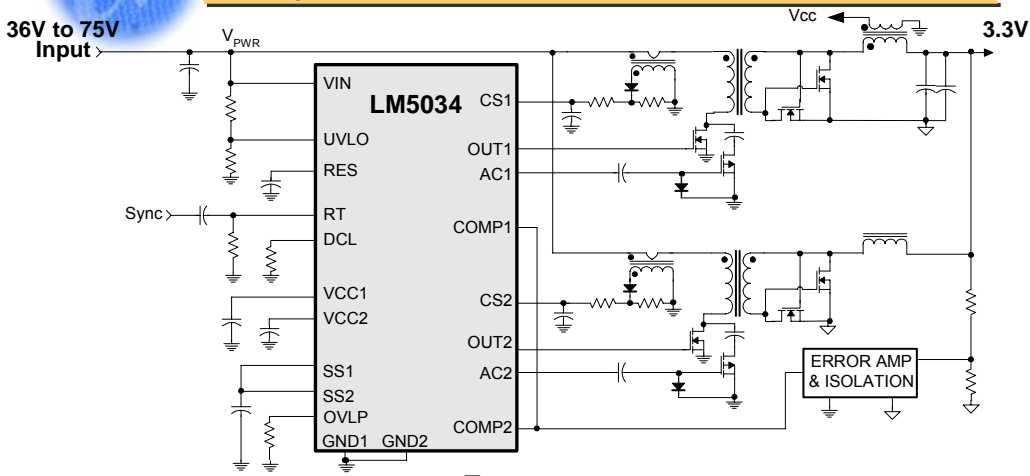 Vcc
36V to 75V
Input
V PWR
3.3V
LM5034
VIN
UVLO
RES
Sync
RT
DCL
VCC1
VCC2
SS1
SS2
OVLP
GND1 GND2
CS1
OUT1
AC1
COMP1
CS2
OUT2
AC2
COMP2
ERROR AMP
& ISOLATION